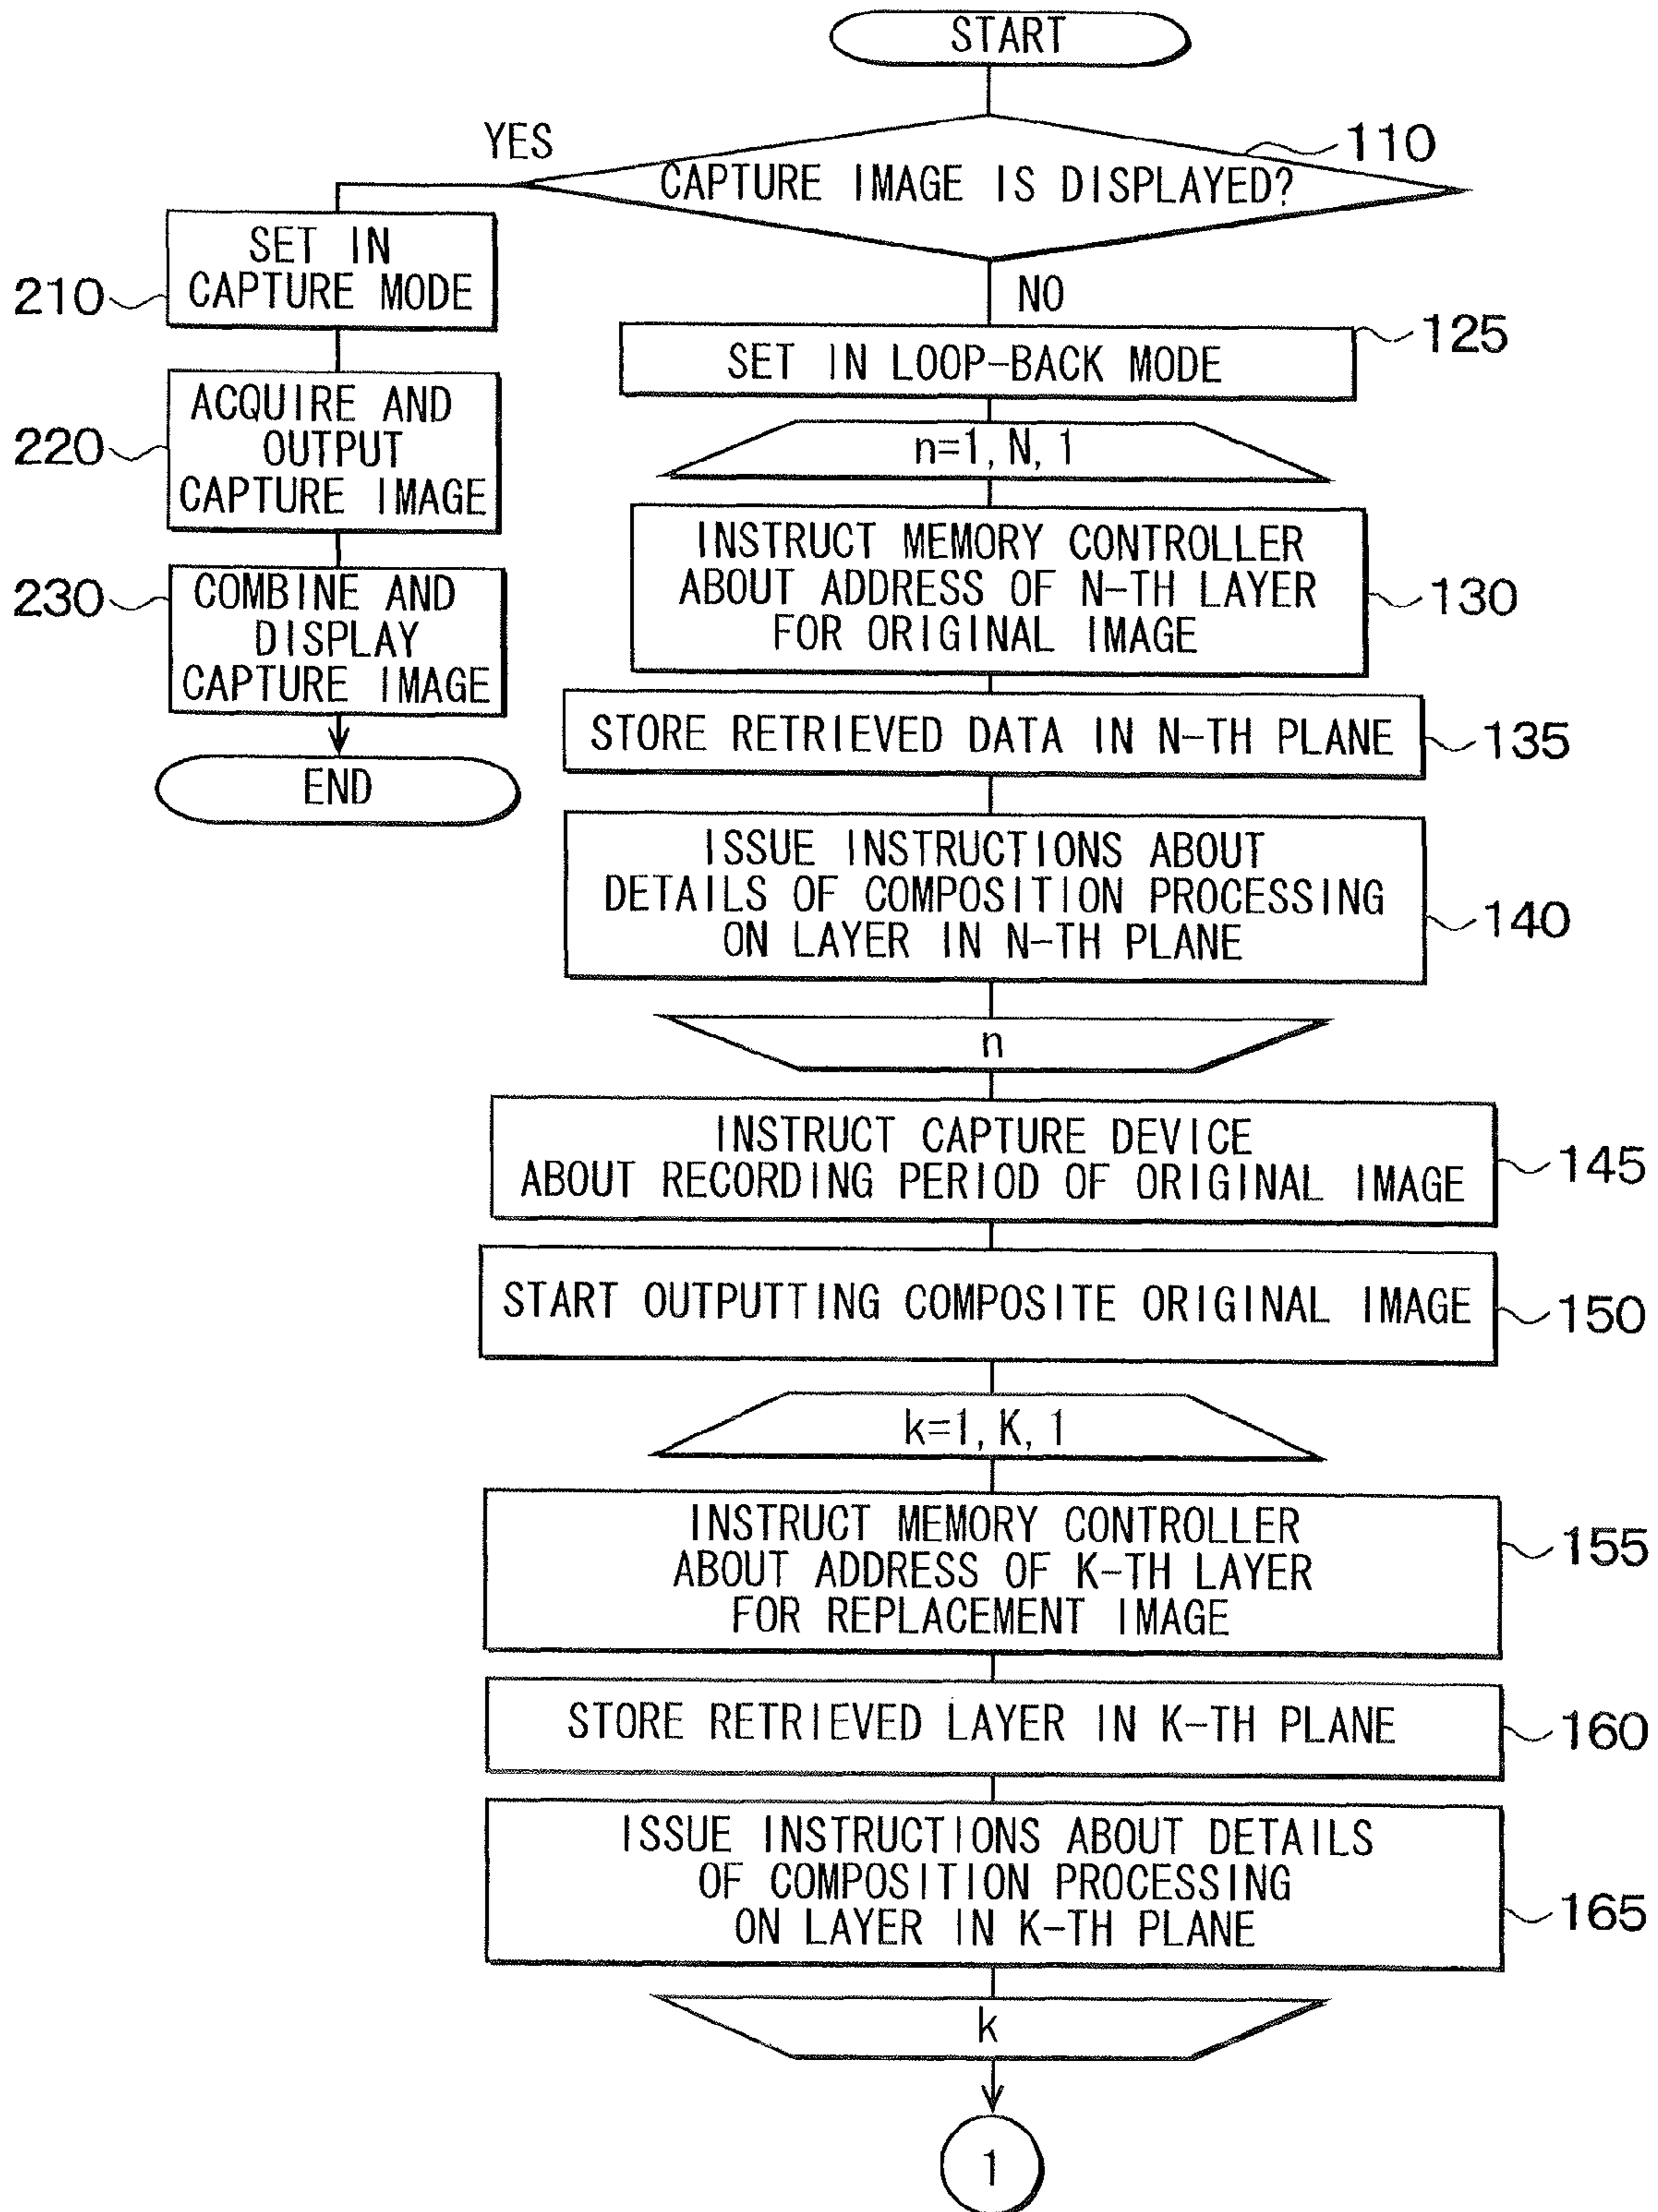 START
CAPTURE IMAGE IS DISPLAYED?
110
YES
SET IN
CAPTURE MODE
210
ACQUIRE AND
OUTPUT
CAPTURE IMAGE
220
COMBINE AND
DISPLAY
CAPTURE IMAGE
230
END
NO
SET IN LOOP-BACK MODE
125
n=1, N, 1
INSTRUCT MEMORY CONTROLLER
ABOUT ADDRESS OF N-TH LAYER
FOR ORIGINAL IMAGE
130
STORE RETRIEVED DATA IN N-TH PLANE
135
ISSUE INSTRUCTIONS ABOUT
DETAILS OF COMPOSITION PROCESSING
ON LAYER IN N-TH PLANE
140
n
INSTRUCT CAPTURE DEVICE
ABOUT RECORDING PERIOD OF ORIGINAL IMAGE
145
START OUTPUTTING COMPOSITE ORIGINAL IMAGE
150
k=1, K, 1
INSTRUCT MEMORY CONTROLLER
ABOUT ADDRESS OF K-TH LAYER
FOR REPLACEMENT IMAGE
155
STORE RETRIEVED LAYER IN K-TH PLANE
160
ISSUE INSTRUCTIONS ABOUT DETAILS
OF COMPOSITION PROCESSING
ON LAYER IN K-TH PLANE
165
k
1